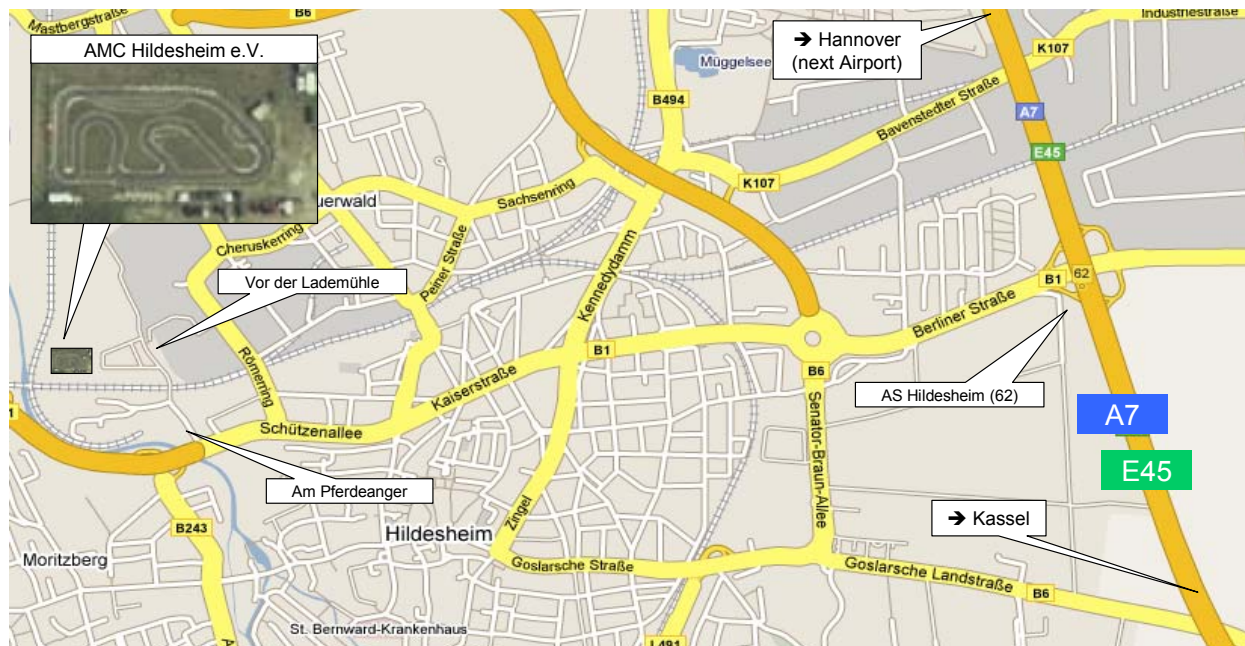 B6
Industriestraße
Mastbergstraße
AMC Hildesheim e.V.
➔ Hannover
(next Airport)
K107
Müggelsee
B494
A7
Bavenstedter Straße
E45
K107
Sachsenring
uerwald
Cheruskerring
Peiner Straße
Vor der Lademühle
Kennedydamm
B1
62
Berliner Straße
B1
B6
Römerring
Kaiserstraße
AS Hildesheim (62)
1
Schützenallee
A7
Senator-Braun-Allee
E45
Am Pferdeanger
Zingel
➔ Kassel
B243
Hildesheim
Moritzberg
Goslarsche Straße
Goslarsche Landstraße
B6
St. Bernward-Krankenhaus
L491